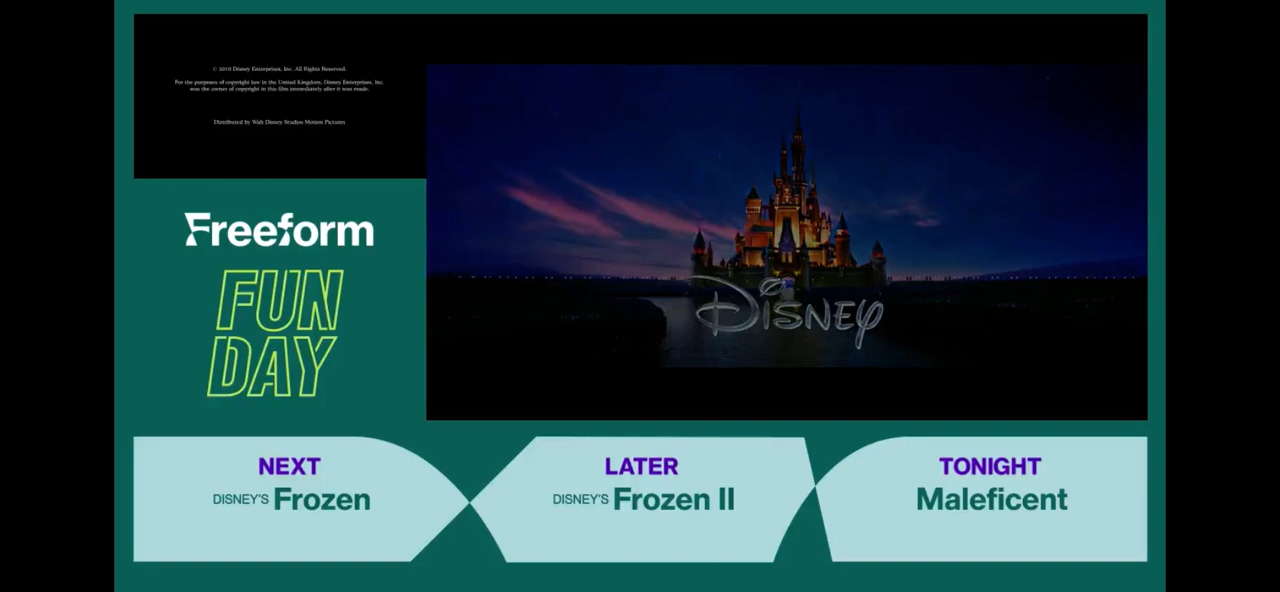 © 2010 Disney Enterprises, Inc. All Rights Reserved.
For the purposes of copyright law in the United Kingdom, Disney Enterprises, Inc.
was the owner of copyright in this film immediately after it was made.
Distributed by Walt Disney Studios Motion Pictures
Freeform
FUN
DAY
DISNEY
NEXT
DISNEY'S Frozen
LATER
DISNEY'S Frozen II
TONIGHT
Maleficent